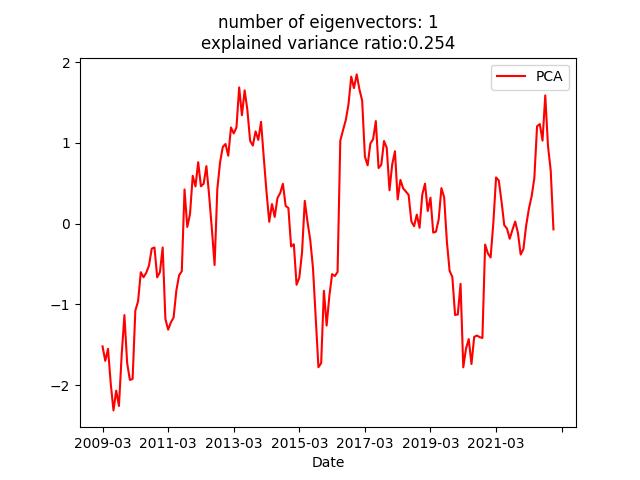 number of eigenvectors: 1
explained variance ratio:0.254
PCA
2
1
0
−1
−2
2009-03 2011-03 2013-03 2015-03 2017-03 2019-03 2021-03
Date